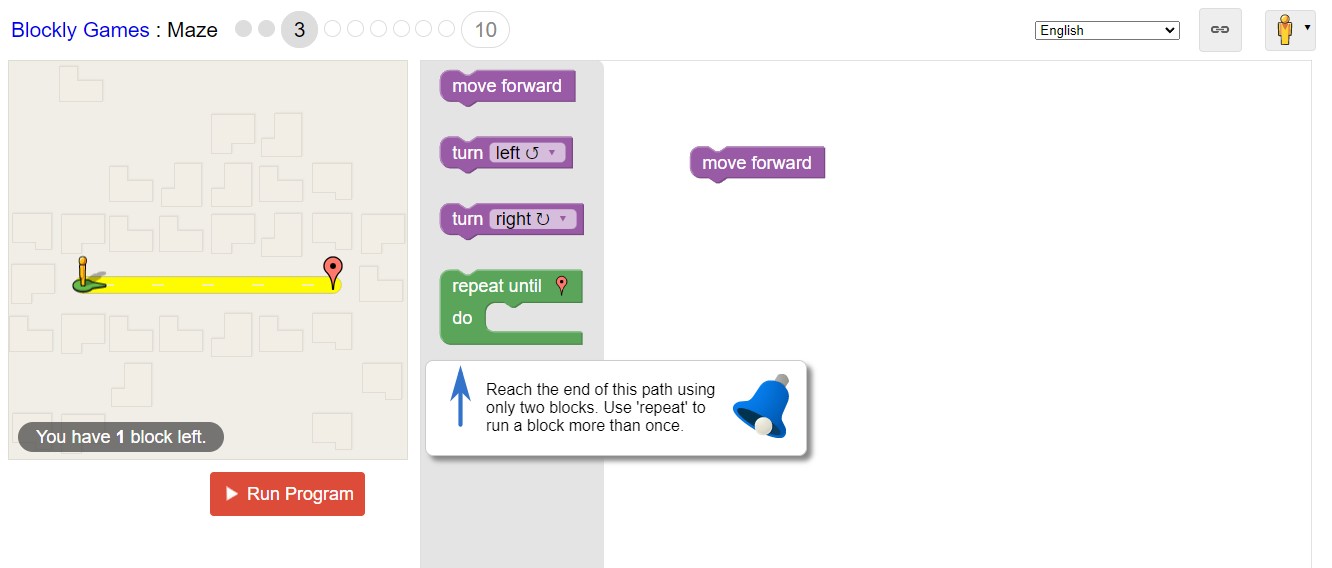 Blockly Games : Maze 3 10 English
move forward
turn left ↺ ▾
turn right ↻ ▾
repeat until
do
move forward
Reach the end of this path using
only two blocks. Use 'repeat' to
run a block more than once.
You have 1 block left.
Run Program